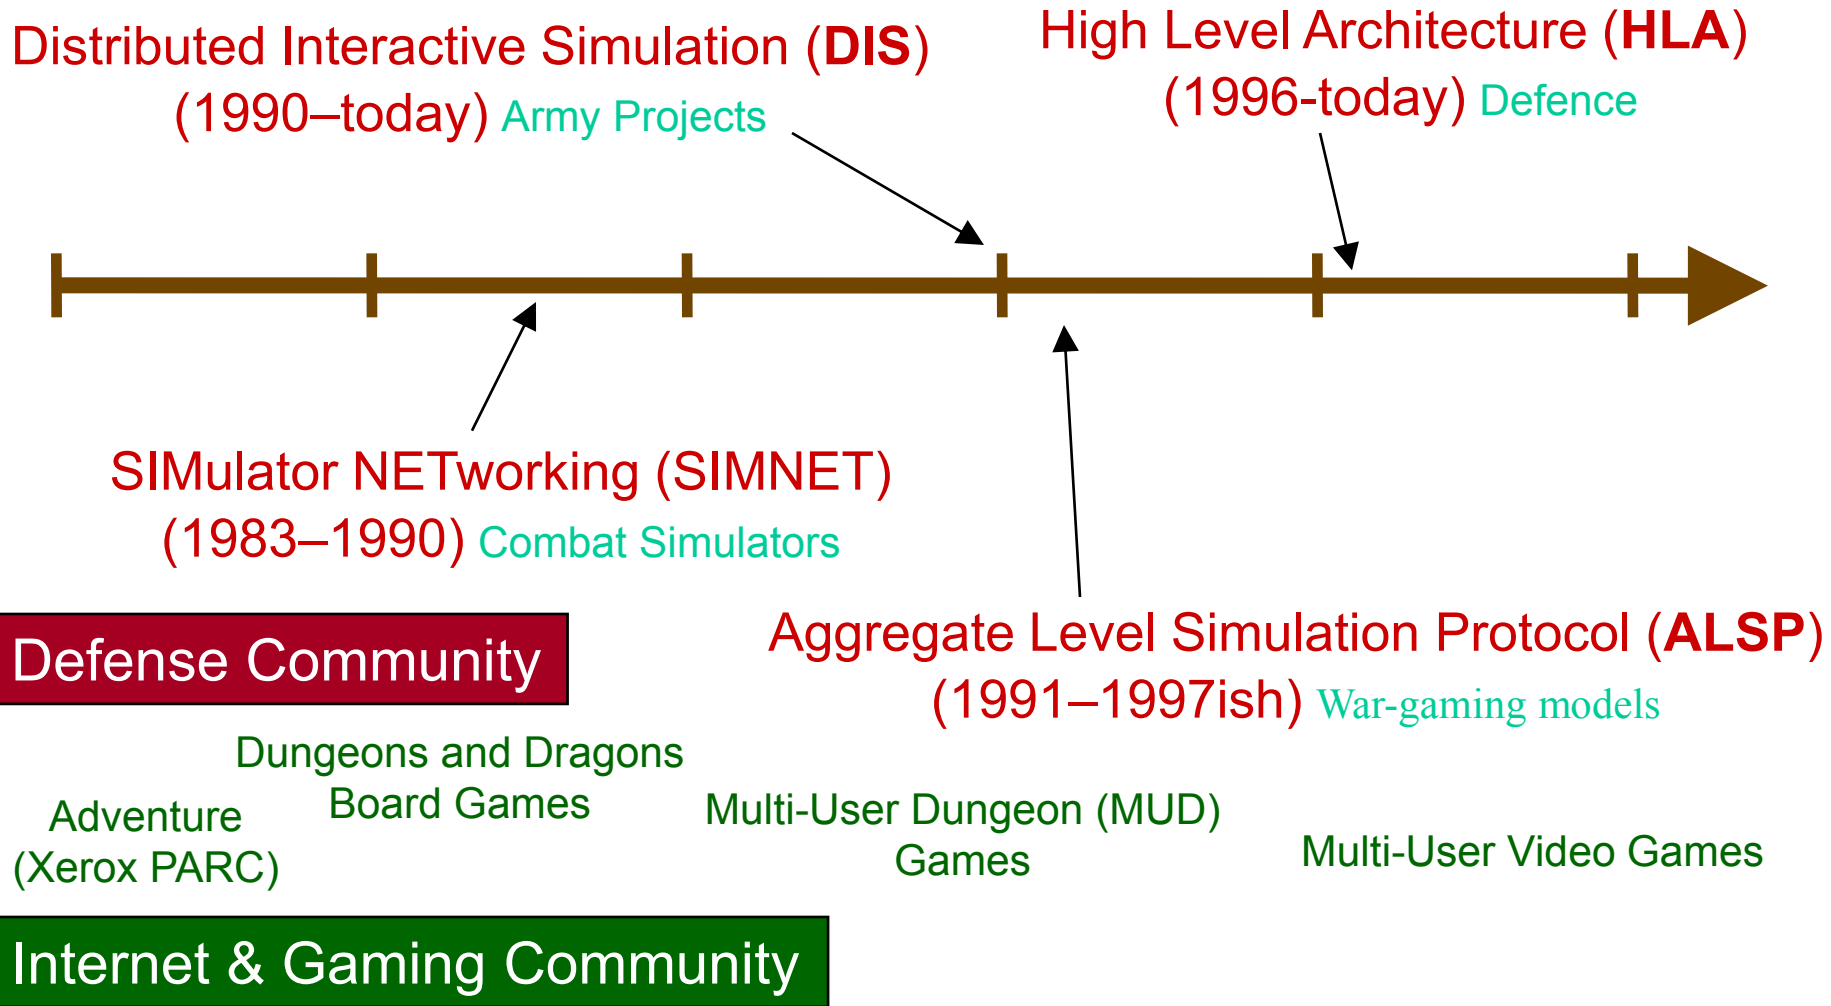 Distributed Interactive Simulation (DIS)
(1990–today) Army Projects
High Level Architecture (HLA)
(1996-today) Defence
SIMulator NETworking (SIMNET)
(1983–1990) Combat Simulators
Aggregate Level Simulation Protocol (ALSP)
(1991–1997ish) War-gaming models
Defense Community
Adventure
(Xerox PARC)
Dungeons and Dragons
Board Games
Multi-User Dungeon (MUD)
Games
Multi-User Video Games
Internet & Gaming Community